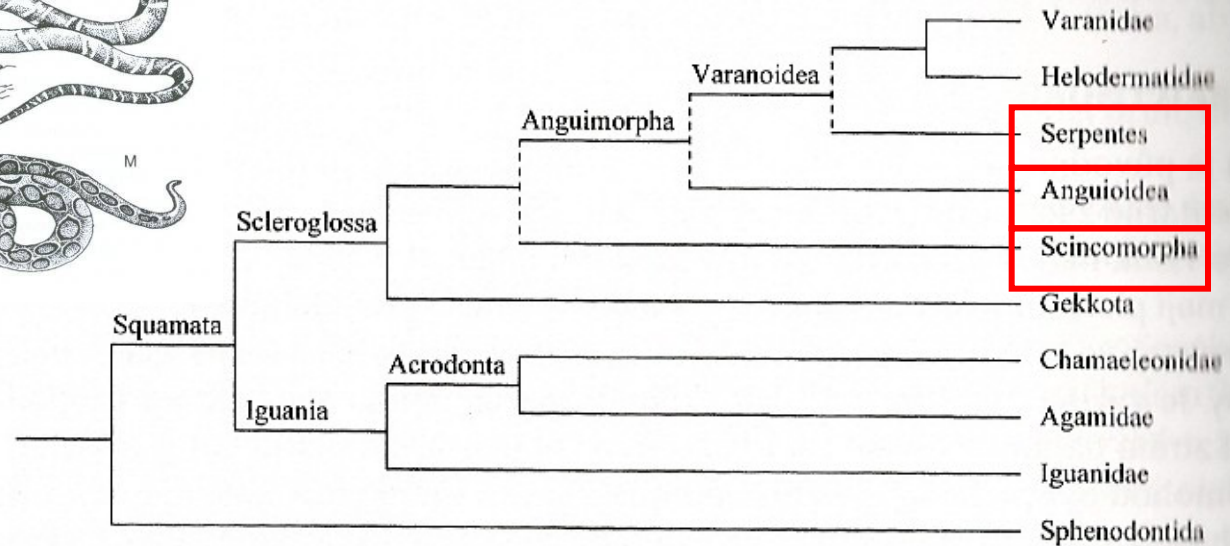 Varanidae
Varanoidea
Helodermatidae
Anguimorpha
Serpentes
M
Anguioidea
Scleroglossa
Scincomorpha
Gekkota
Squamata
Acrodonta
Chamaeleonidae
Iguania
Agamidae
Iguanidae
Sphenodontida